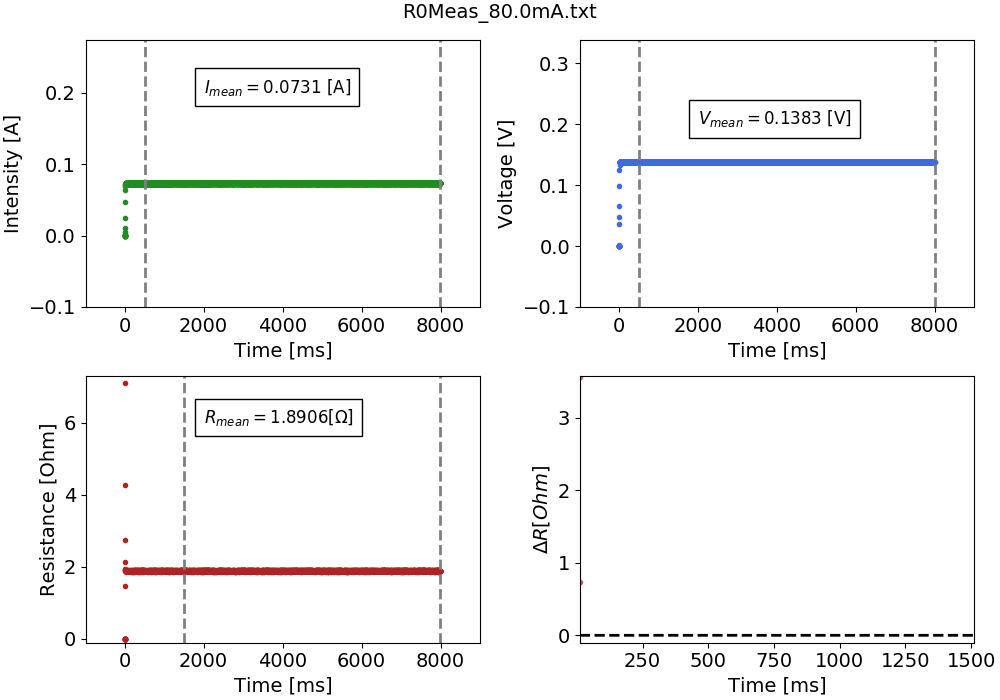 R0Meas_80.0mA.txt
Intensity [A]
0.2
0.1
0.0
−0.1
I_mean = 0.0731 [A]
0 2000 4000 6000 8000
Time [ms]
Voltage [V]
0.3
0.2
0.1
0.0
−0.1
V_mean = 0.1383 [V]
0 2000 4000 6000 8000
Time [ms]
Resistance [Ohm]
6
4
2
0
R_mean = 1.8906[Ω]
0 2000 4000 6000 8000
Time [ms]
ΔR[Ohm]
3
2
1
0
250 500 750 1000 1250 1500
Time [ms]